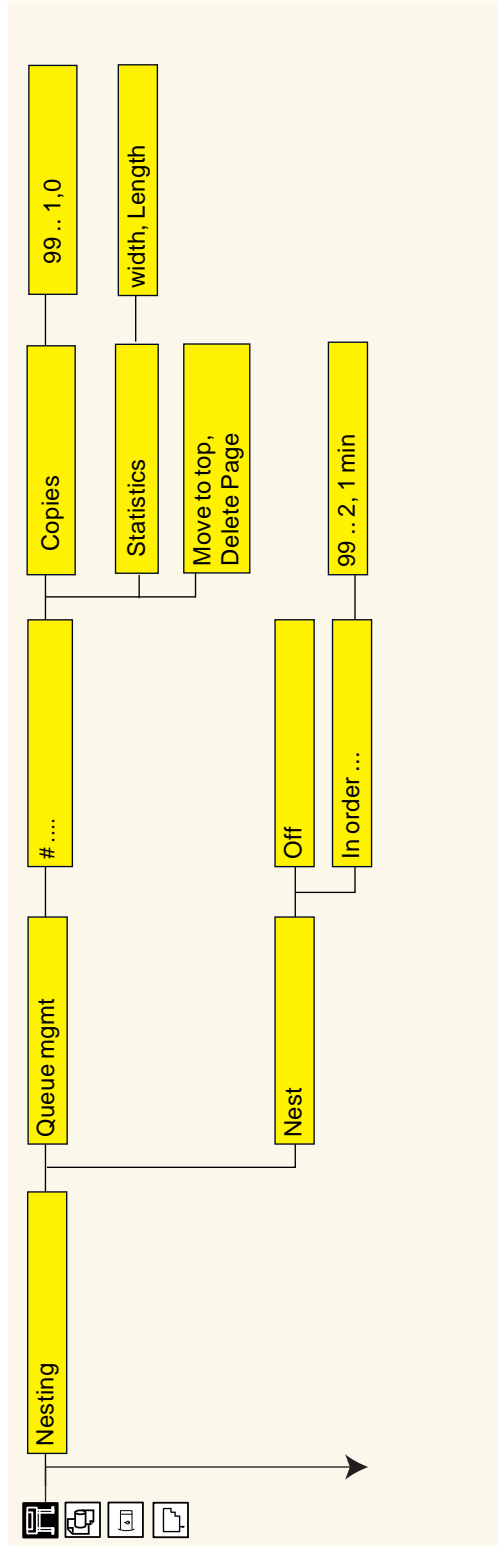 Nesting
Queue mgmt
# ....
Copies
99 .. 1,0
Statistics
width, Length
Move to top,
Delete Page
Nest
Off
In order ...
99 .. 2, 1 min